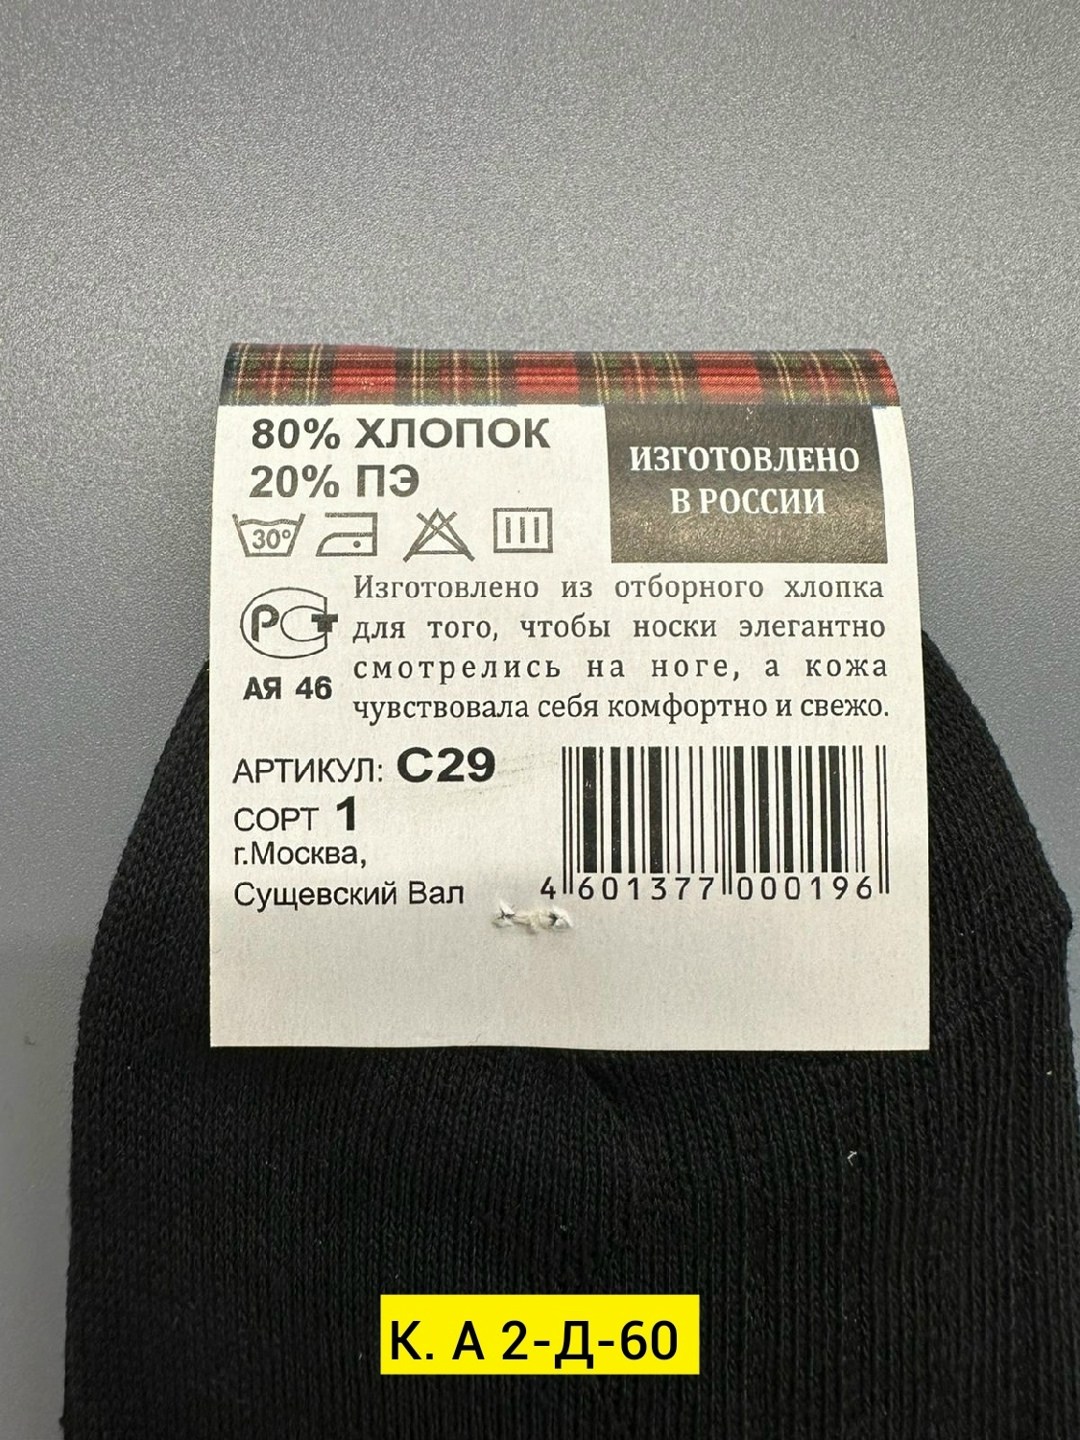 80% ХЛОПОК
20% ПЭ
ИЗГОТОВЛЕНО
В РОССИИ
30°
РСТ
АЯ 46
Изготовлено из отборного хлопка
для того, чтобы носки элегантно
смотрелись на ноге, а кожа
чувствовала себя комфортно и свежо.
АРТИКУЛ: С29
СОРТ 1
г.Москва,
Сущевский Вал
4 601377 000196
К. А 2-Д-60